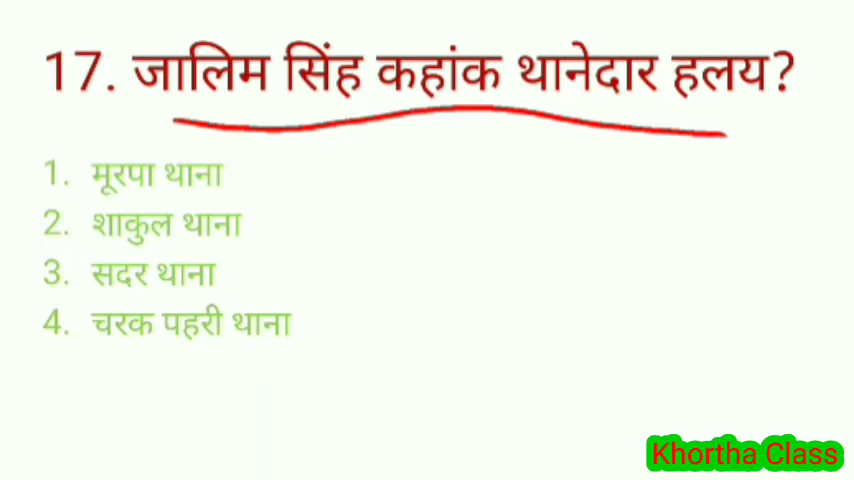 17. जालिम सिंह कहांक थानेदार हलय?
1. मूरपा थाना
2. शाकुल थाना
3. सदर थाना
4. चरक पहरी थाना
Khortha Class